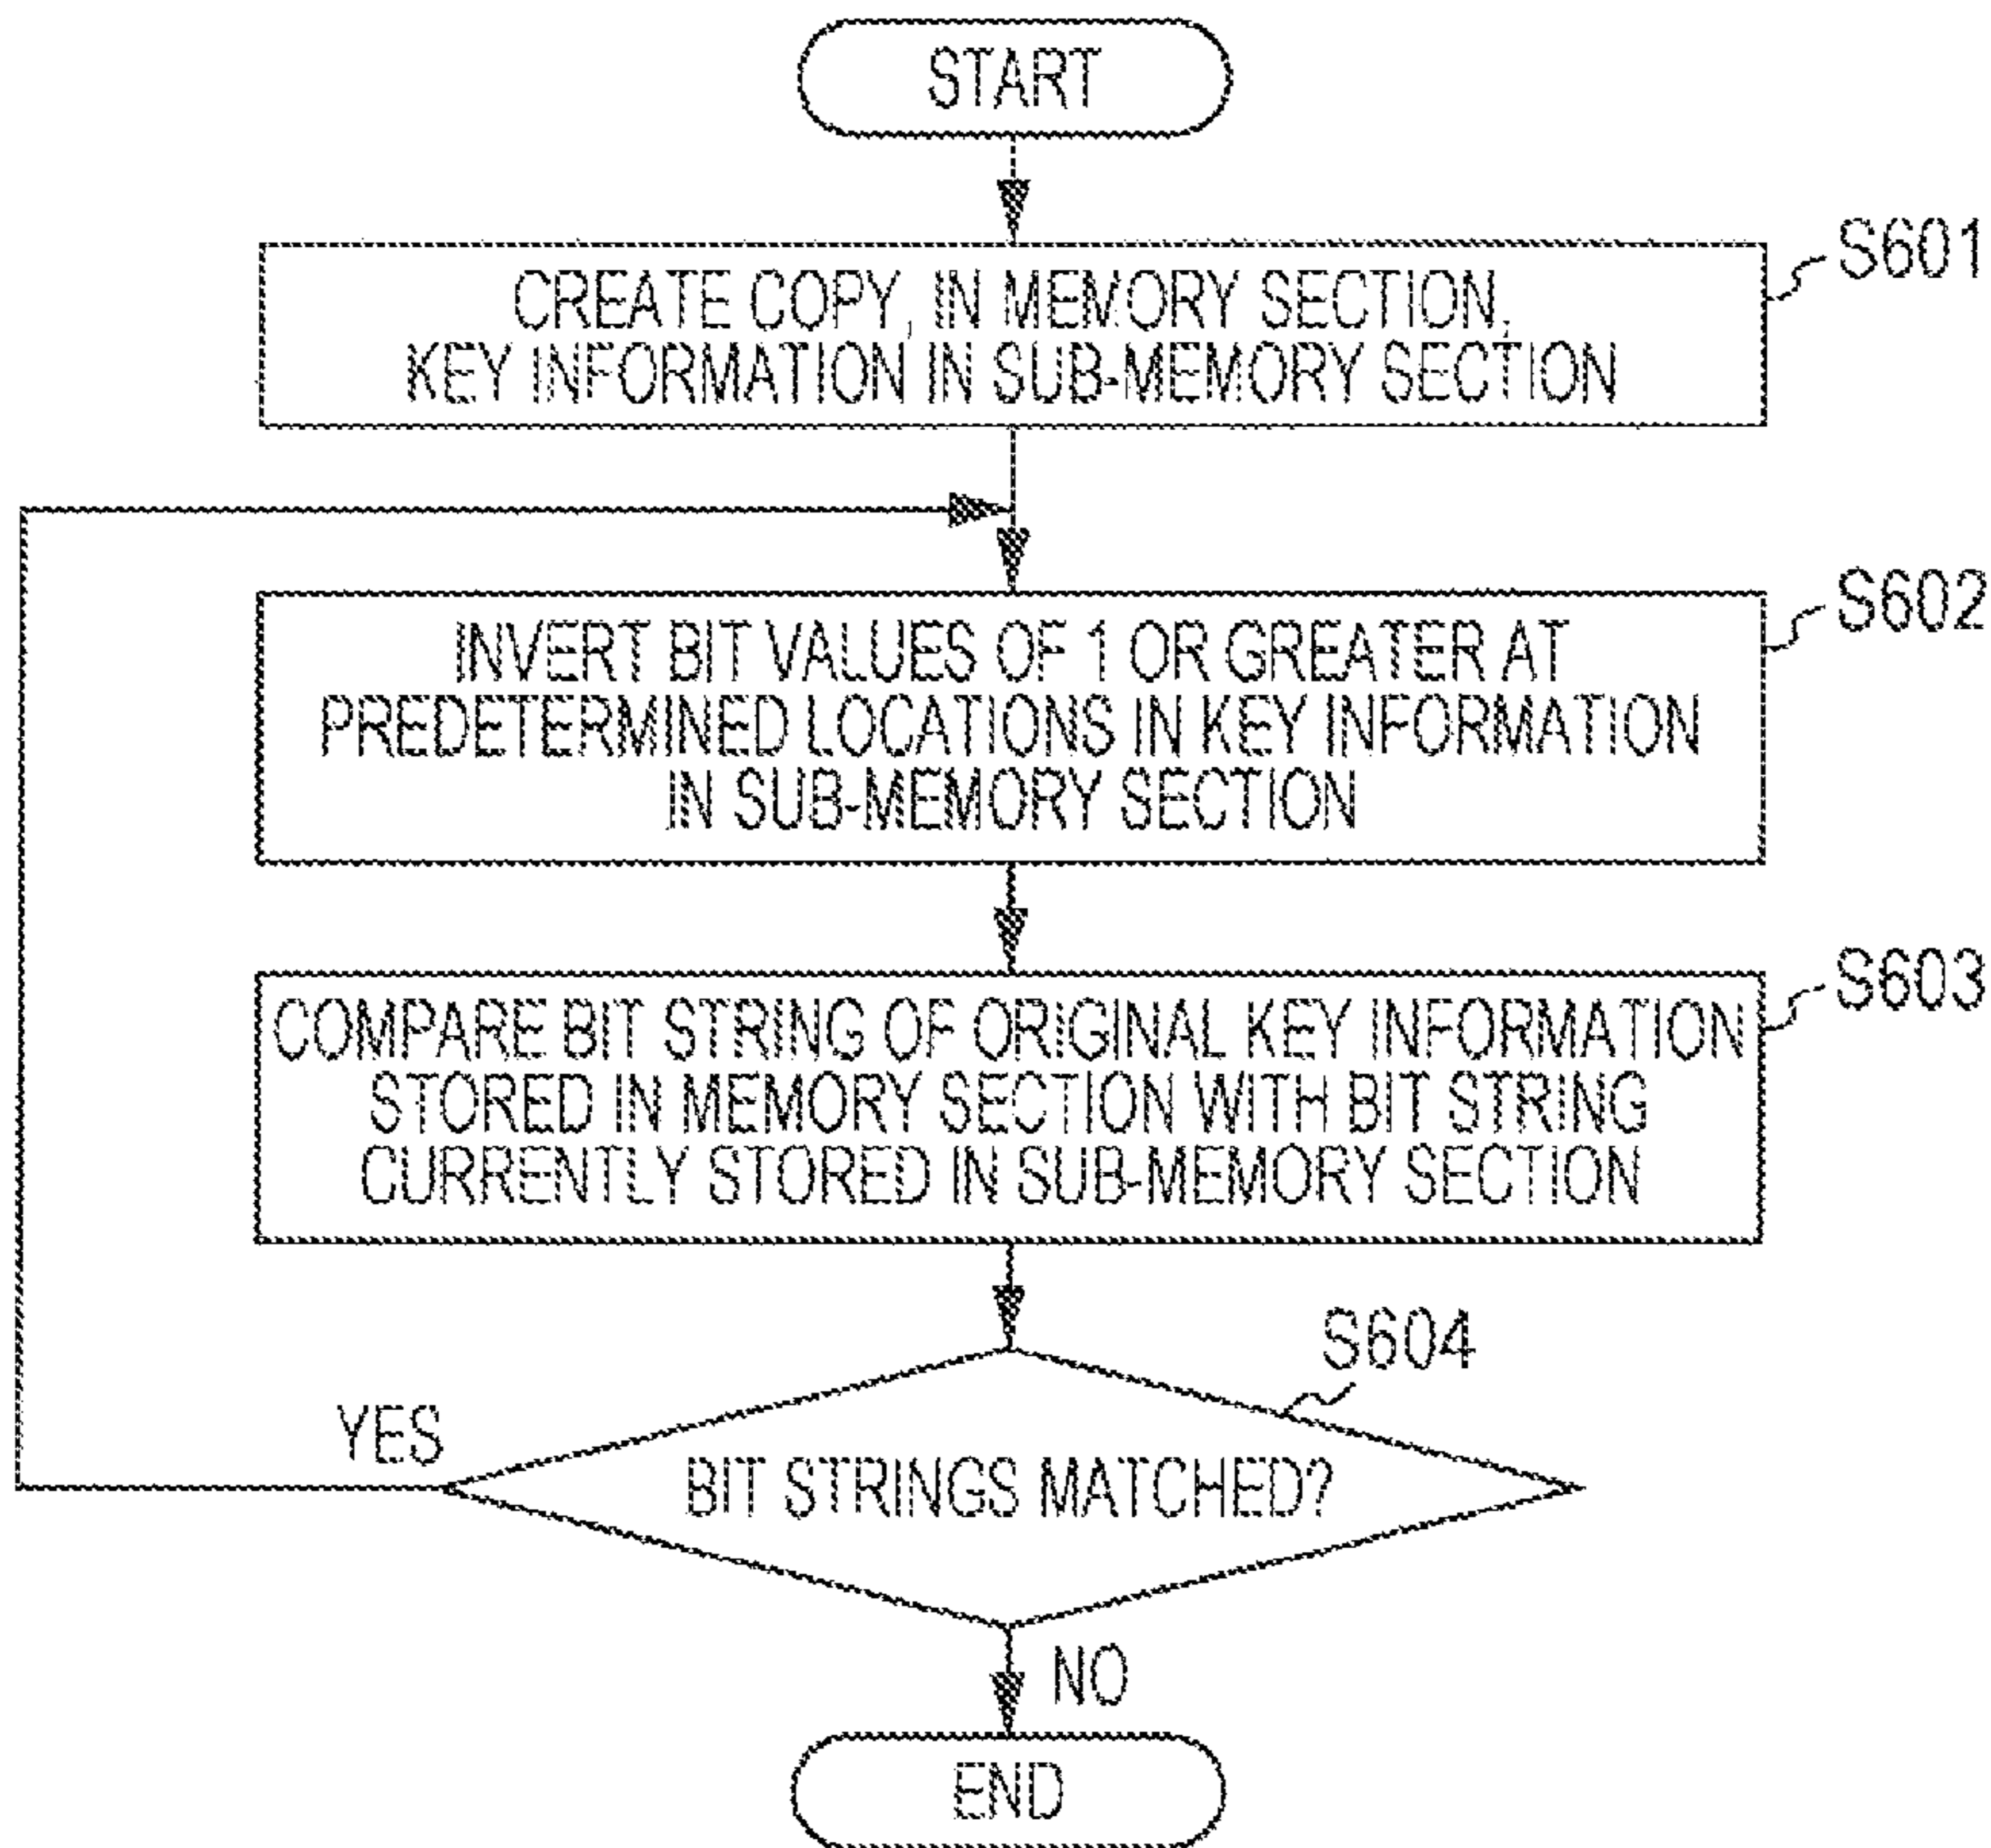 START
S601
CREATE COPY, IN MEMORY SECTION,
KEY INFORMATION IN SUB-MEMORY SECTION
S602
INVERT BIT VALUES OF 1 OR GREATER AT
PREDETERMINED LOCATIONS IN KEY INFORMATION
IN SUB-MEMORY SECTION
S603
COMPARE BIT STRING OF ORIGINAL KEY INFORMATION
STORED IN MEMORY SECTION WITH BIT STRING
CURRENTLY STORED IN SUB-MEMORY SECTION
S604
YES
BIT STRINGS MATCHED?
NO
END